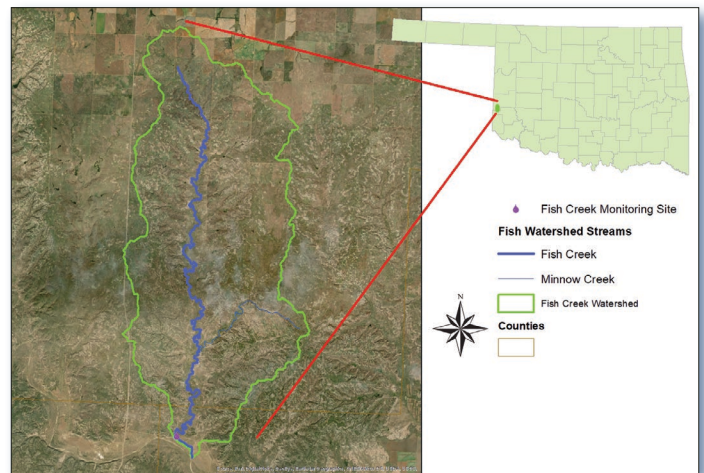 Fish Creek Monitoring Site
Fish Watershed Streams
Fish Creek
Minnow Creek
Fish Creek Watershed
N
Counties